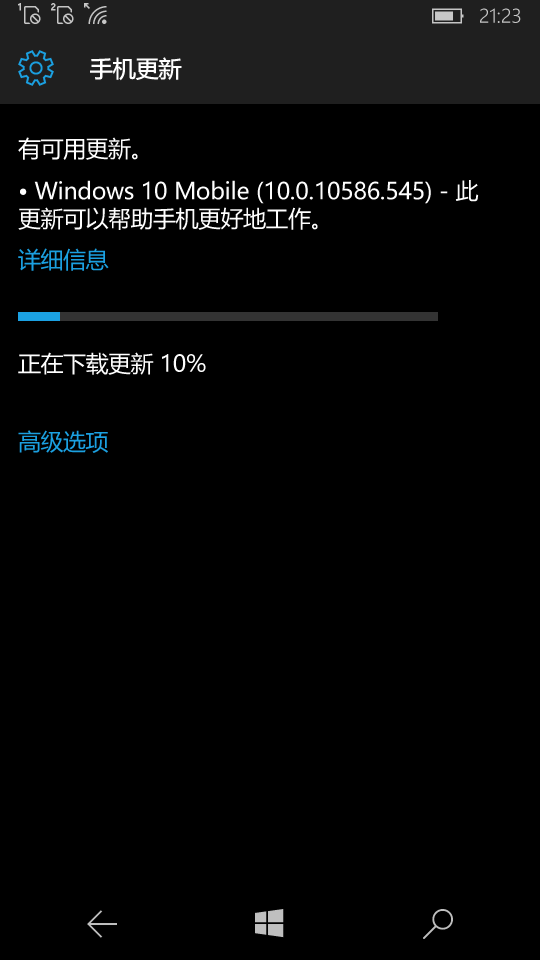 1 2 21:23
手机更新
有可用更新。
• Windows 10 Mobile (10.0.10586.545) - 此
更新可以帮助手机更好地工作。
详细信息
正在下载更新 10%
高级选项